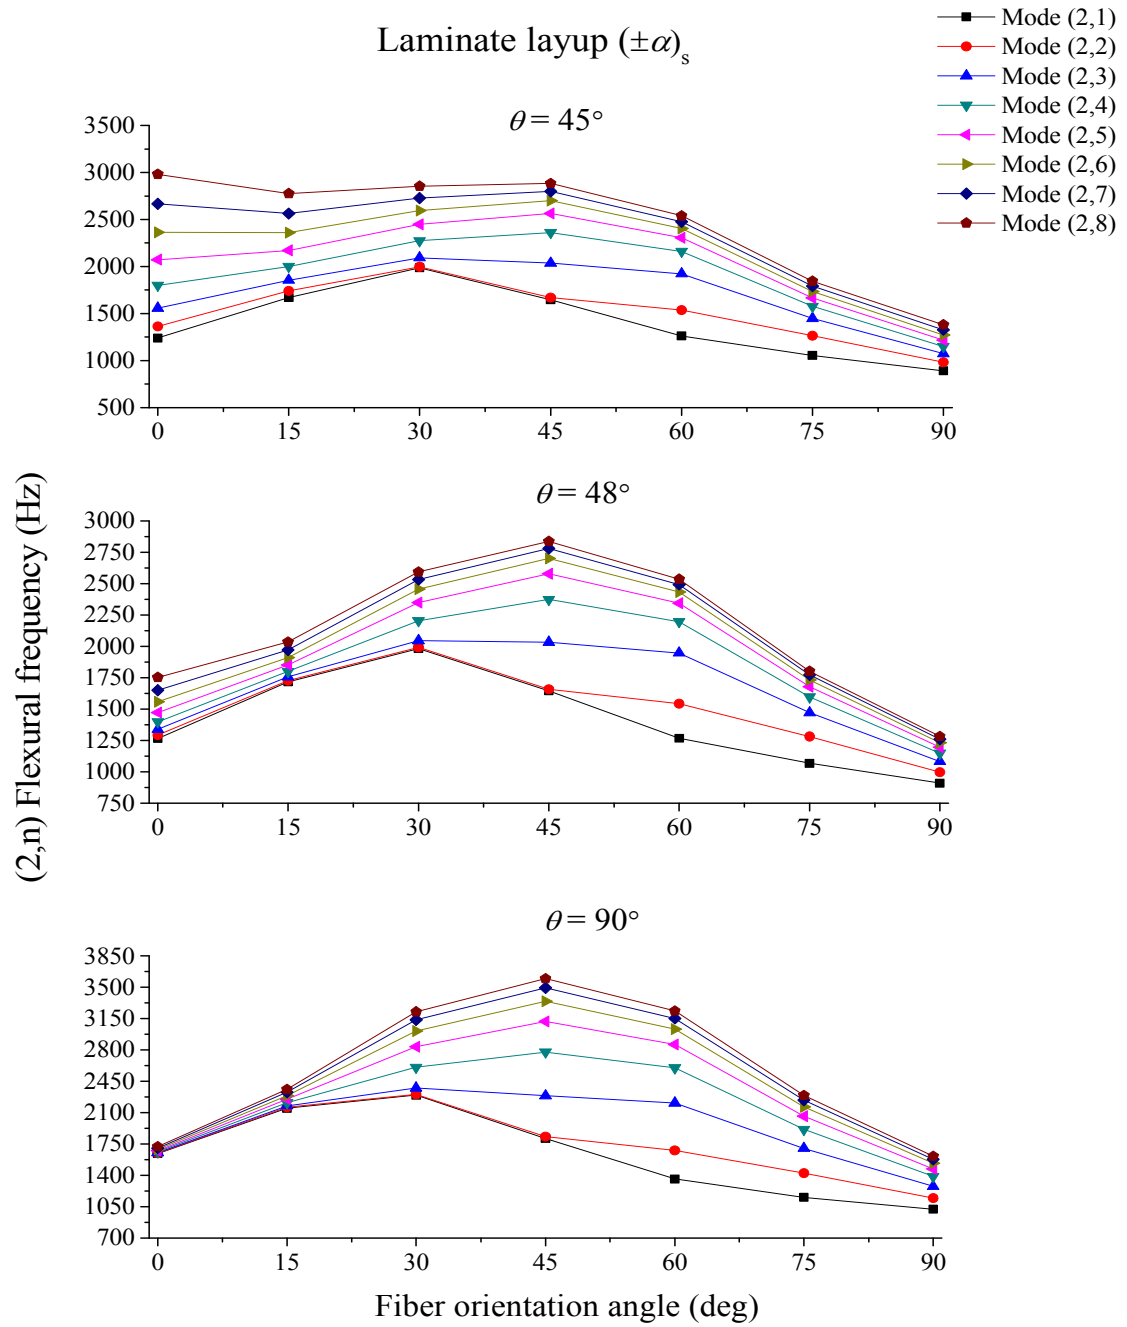 Laminate layup (±α)s
Mode (2,1)
Mode (2,2)
Mode (2,3)
Mode (2,4)
Mode (2,5)
Mode (2,6)
Mode (2,7)
Mode (2,8)
θ = 45°
3500
3000
2500
2000
1500
1000
500
0 15 30 45 60 75 90
(2,n) Flexural frequency (Hz)
θ = 48°
3000
2750
2500
2250
2000
1750
1500
1250
1000
750
0 15 30 45 60 75 90
θ = 90°
3850
3500
3150
2800
2450
2100
1750
1400
1050
700
0 15 30 45 60 75 90
Fiber orientation angle (deg)